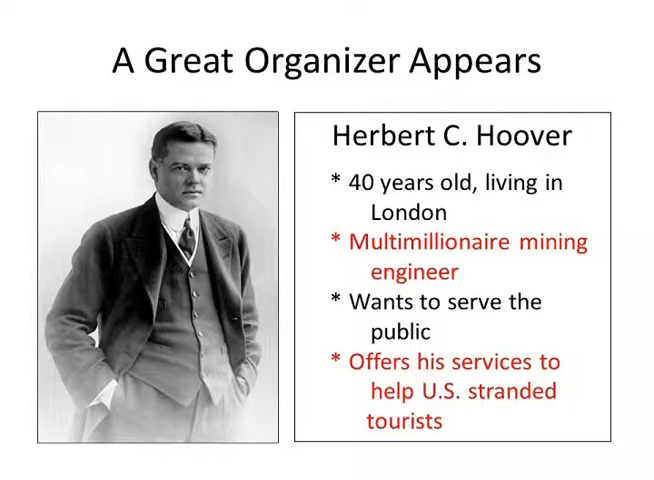 A Great Organizer Appears
Herbert C. Hoover
* 40 years old, living in
London
* Multimillionaire mining
engineer
* Wants to serve the
public
* Offers his services to
help U.S. stranded
tourists